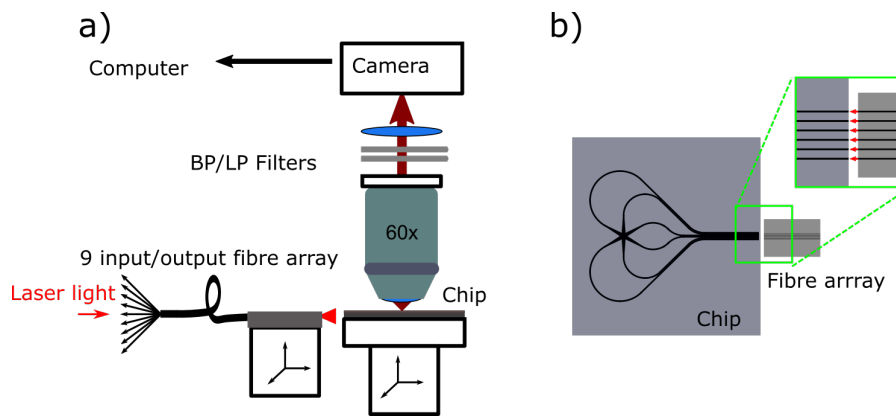 a)
Computer
Camera
BP/LP Filters
60x
9 input/output fibre array
Laser light
Chip
b)
Fibre arrray
Chip